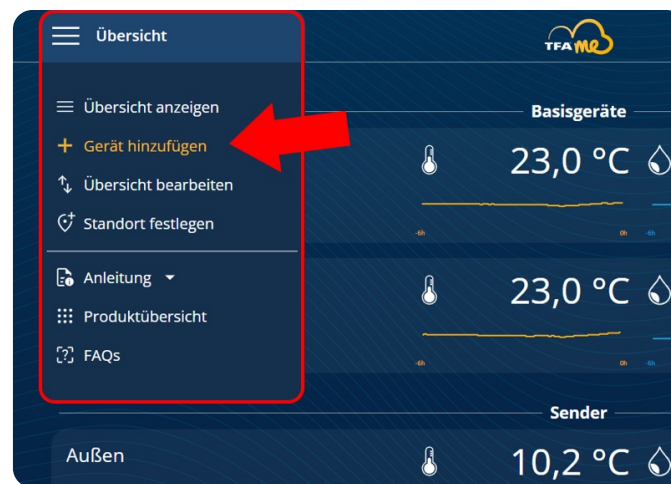 Übersicht
TFA me
Übersicht anzeigen
Basisgeräte
Gerät hinzufügen
23,0 °C
Übersicht bearbeiten
Standort festlegen
-6h 0h -6h
Anleitung
23,0 °C
Produktübersicht
FAQs
-6h 0h -6h
Sender
Außen
10,2 °C